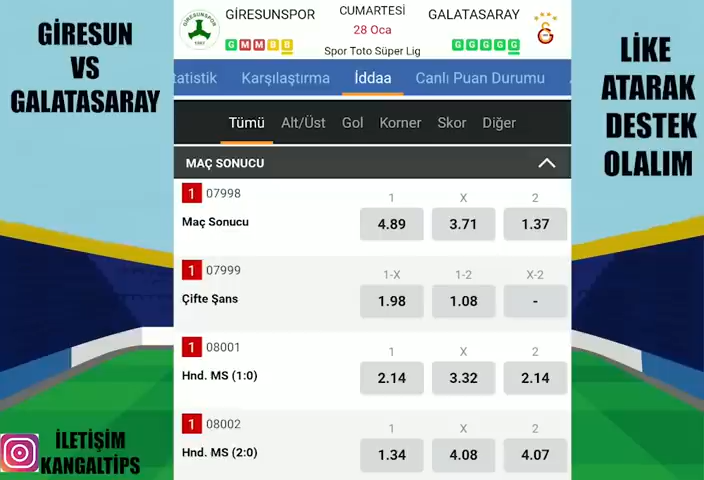 GİRESUN
VS
GALATASARAY
GİRESUNSPOR
G M M B B
CUMARTESİ
28 Oca
Spor Toto Süper Lig
GALATASARAY
G G G G G
LİKE
ATARAK
DESTEK
OLALIM
tatistik Karşılaştırma İddaa Canlı Puan Durumu
Tümü Alt/Üst Gol Korner Skor Diğer
MAÇ SONUCU
1 07998
Maç Sonucu
1 X 2
4.89 3.71 1.37
1 07999
Çifte Şans
1-X 1-2 X-2
1.98 1.08 -
1 08001
Hnd. MS (1:0)
1 X 2
2.14 3.32 2.14
1 08002
Hnd. MS (2:0)
1 X 2
1.34 4.08 4.07
İLETİŞİM
KANGALTİPS